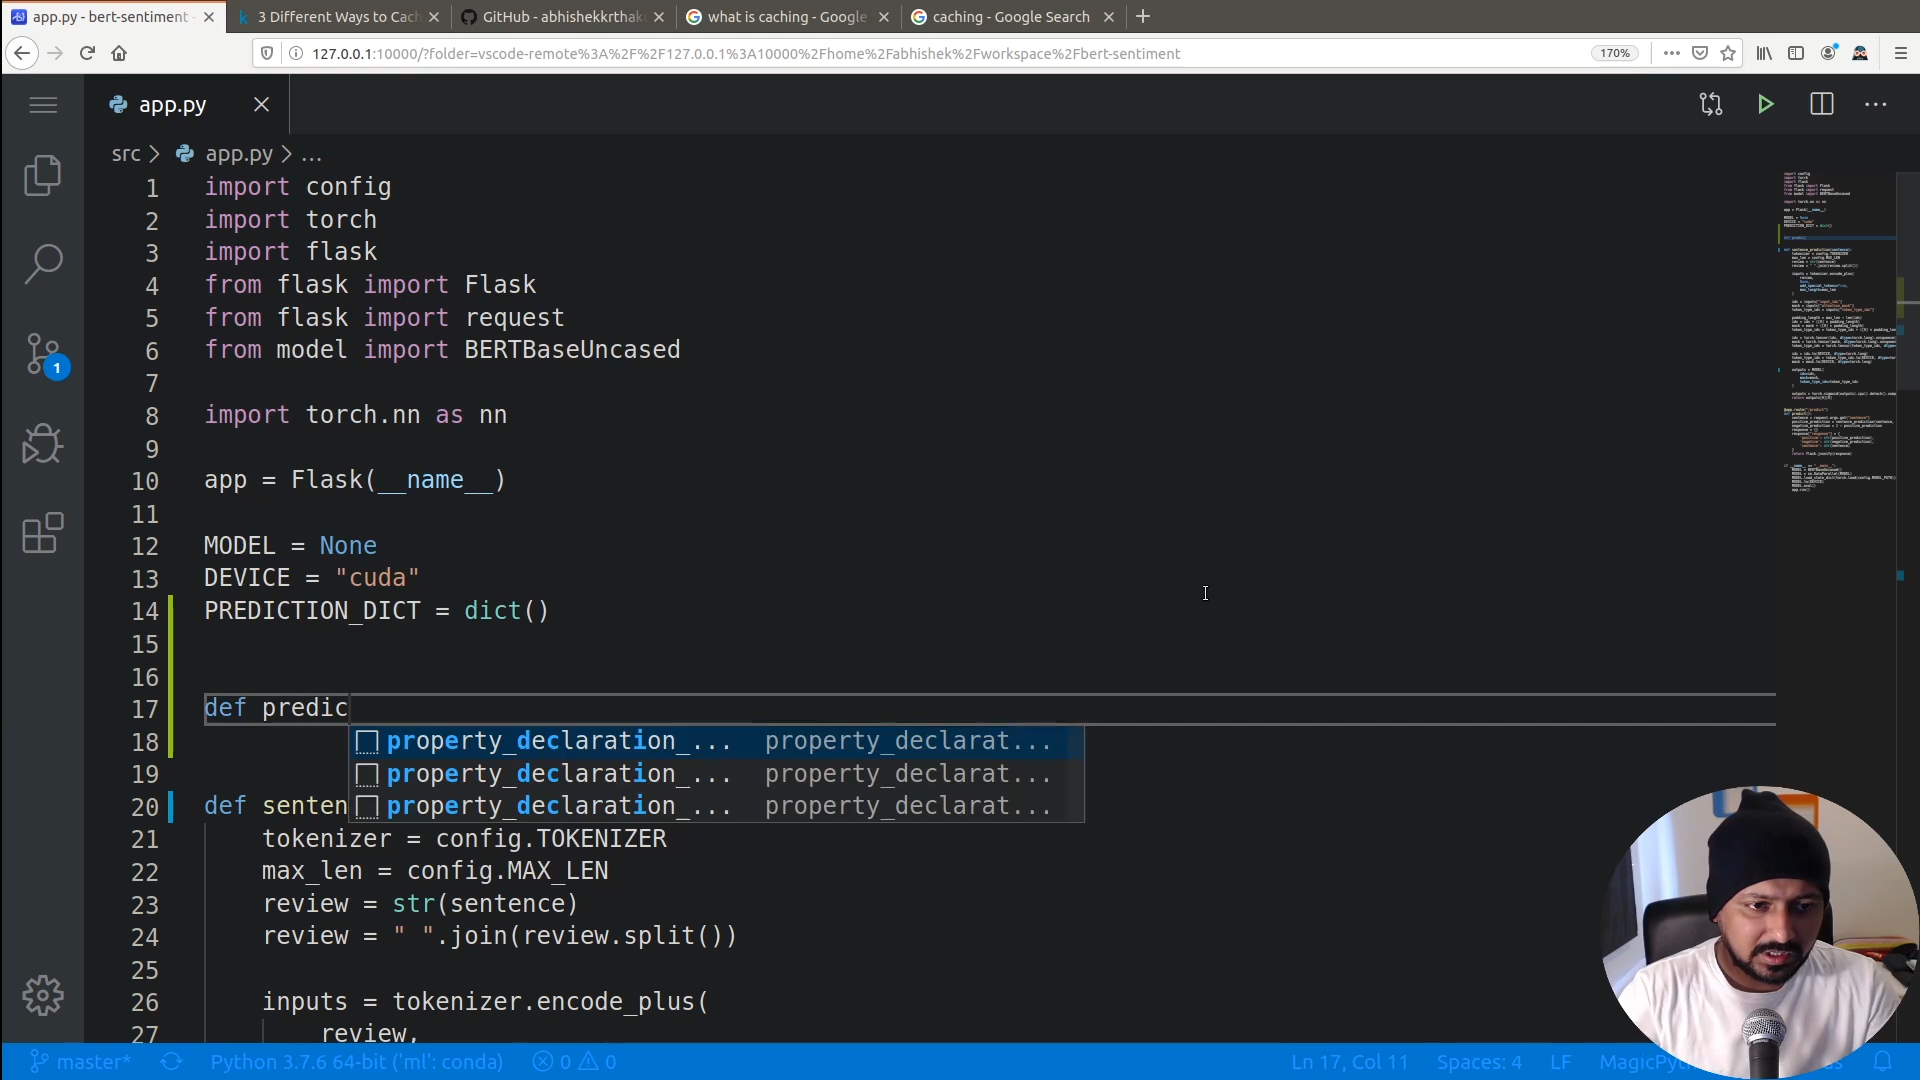 app.py - bert-sentiment -
3 Different Ways to Cach
GitHub - abhishekkrthak
what is caching - Google
caching - Google Search
127.0.0.1:10000/?folder=vscode-remote%3A%2F%2F127.0.0.1%3A10000%2Fhome%2Fabhishek%2Fworkspace%2Fbert-sentiment
170%
app.py
src > app.py > ...
1 import config
2 import torch
3 import flask
4 from flask import Flask
5 from flask import request
6 from model import BERTBaseUncased
7
8 import torch.nn as nn
9
10 app = Flask(__name__)
11
12 MODEL = None
13 DEVICE = "cuda"
14 PREDICTION_DICT = dict()
15
16
17 def predic
18
property_declaration_... property_declarat...
19
property_declaration_... property_declarat...
20 def senten
property_declaration_... property_declarat...
21 tokenizer = config.TOKENIZER
22 max_len = config.MAX_LEN
23 review = str(sentence)
24 review = " ".join(review.split())
25
26 inputs = tokenizer.encode_plus(
27 review,
1
master*
Python 3.7.6 64-bit ('ml': conda)
0
0
Ln 17, Col 11
Spaces: 4
LF
MagicPy